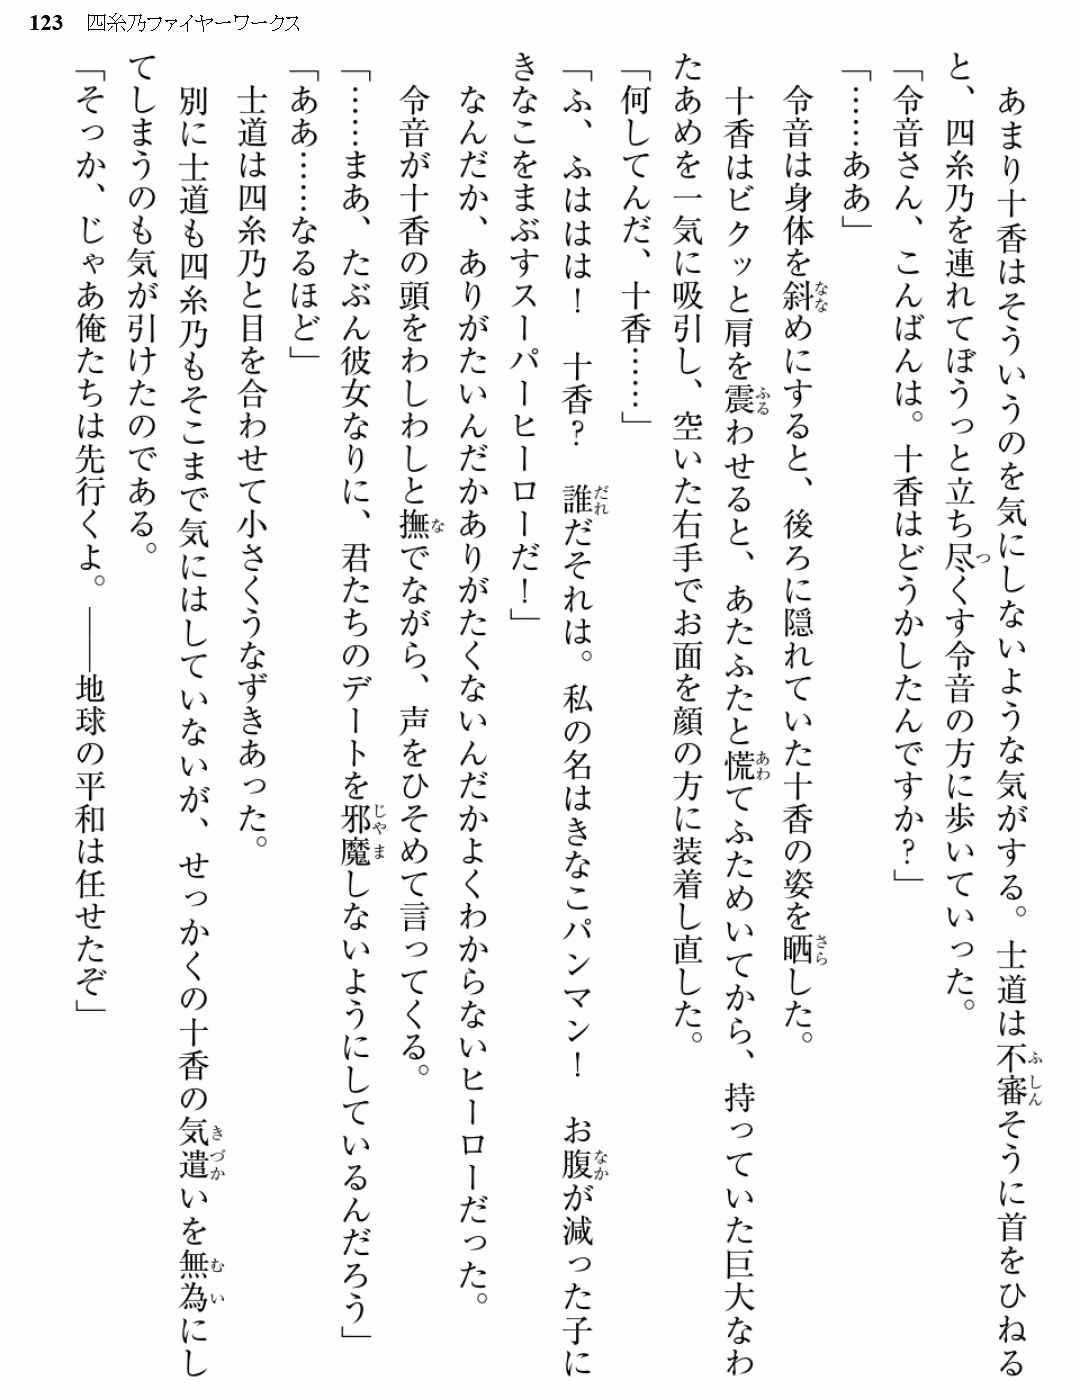 123 四糸乃ファイヤーワークス
あまり十香はそういうのを気にしないような気がする。士道は不審そうに首をひねる
と、四糸乃を連れてぼうっと立ち尽くす令音の方に歩いていった。
「令音さん、こんばんは。十香はどうかしたんですか?」
「……ああ」
令音は身体を斜めにすると、後ろに隠れていた十香の姿を晒した。
十香はビクッと肩を震わせると、あたふたと慌てふためいてから、持っていた巨大なわ
たあめを一気に吸引し、空いた右手でお面を顔の方に装着し直した。
「何してんだ、十香……」
「ふ、ふははは! 十香? 誰だそれは。私の名はきなこパンマン! お腹が減った子に
きなこをまぶすスーパーヒーローだ!」
なんだか、ありがたいんだかありがたくないんだかよくわからないヒーローだった。
令音が十香の頭をわしわしと撫でながら、声をひそめて言ってくる。
「……まあ、たぶん彼女なりに、君たちのデートを邪魔しないようにしているんだろう」
「ああ……なるほど」
士道は四糸乃と目を合わせて小さくうなずきあった。
別に士道も四糸乃もそこまで気にはしていないが、せっかくの十香の気遣いを無為にし
てしまうのも気が引けたのである。
「そっか、じゃあ俺たちは先行くよ。――地球の平和は任せたぞ」